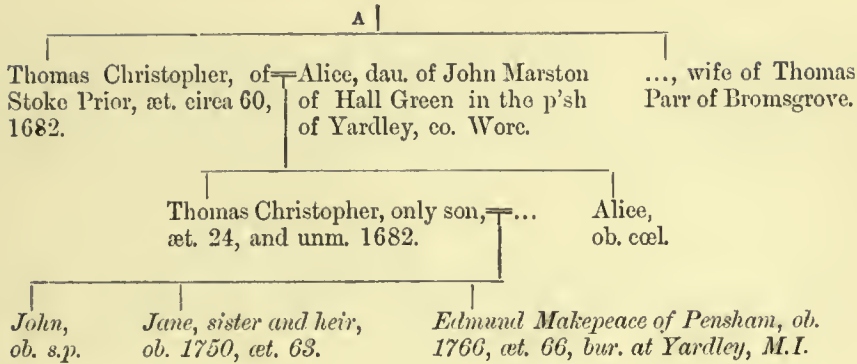 A
Thomas Christopher, of
Stoke Prior, æt. circa 60,
1682.
Alice, dau. of John Marston
of Hall Green in the p'sh
of Yardley, co. Worc.
..., wife of Thomas
Parr of Bromsgrove.
Thomas Christopher, only son,
æt. 24, and unm. 1682.
...
Alice,
ob. cœl.
John,
ob. s.p.
Jane, sister and heir,
ob. 1750, æt. 63.
Edmund Makepeace of Pensham, ob.
1766, æt. 66, bur. at Yardley, M.I.